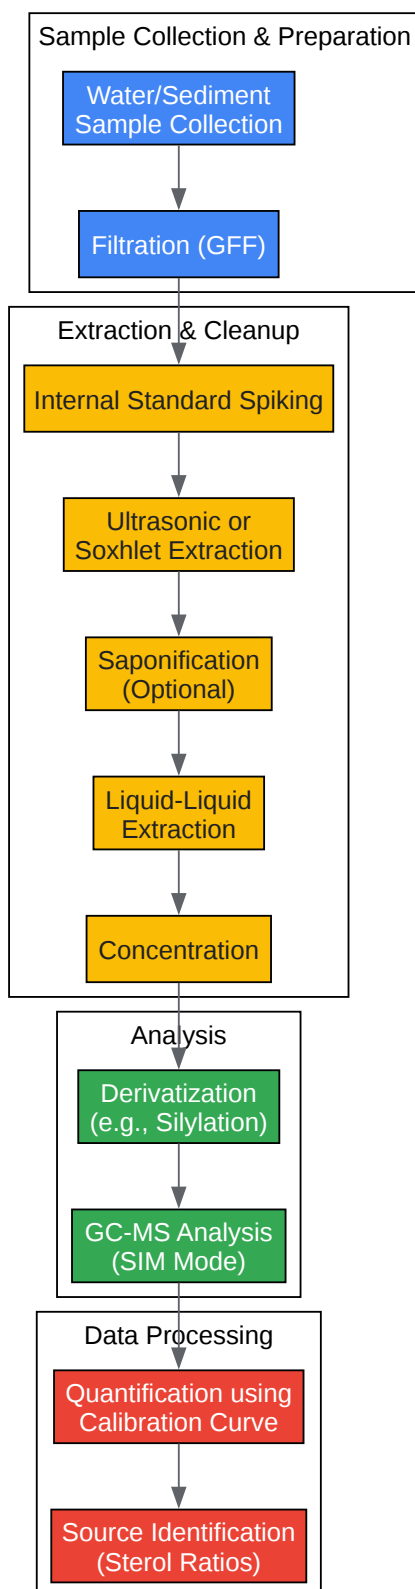 Sample Collection & Preparation
Water/Sediment
Sample Collection
Filtration (GFF)
Extraction & Cleanup
Internal Standard Spiking
Ultrasonic or
Soxhlet Extraction
Saponification
(Optional)
Liquid-Liquid
Extraction
Concentration
Analysis
Derivatization
(e.g., Silylation)
GC-MS Analysis
(SIM Mode)
Data Processing
Quantification using
Calibration Curve
Source Identification
(Sterol Ratios)